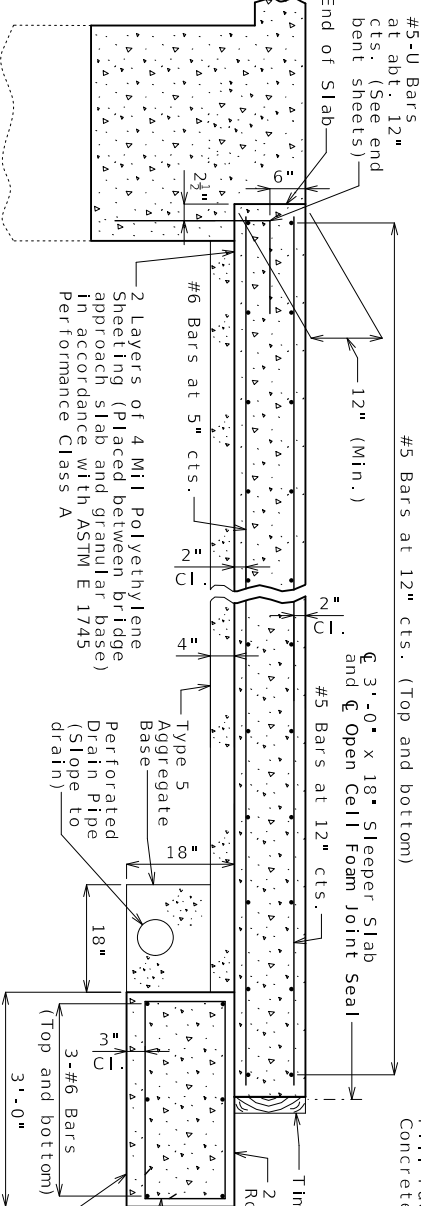 #5-U Bars
at abt. 12"
cts. (See end
bent sheets)
End of Slab
6"
2½"
12" (Min.)
#5 Bars at 12" cts. (Top and bottom)
℄ 3'-0" x 18" Sleeper Slab
and ℄ Open Cell Foam Joint Seal
#5 Bars at 12" cts.
2"
Cl.
#6 Bars at 5" cts.
2"
Cl.
4"
2 Layers of 4 Mil Polyethylene
Sheeting (Placed between bridge
approach slab and granular base)
in accordance with ASTM E 1745
Performance Class A
Type 5
Aggregate
Base
Perforated
Drain Pipe
(Slope to
drain)
18"
18"
3"
Cl.
3-#6 Bars
(Top and bottom)
3'-0"
2
Concrete